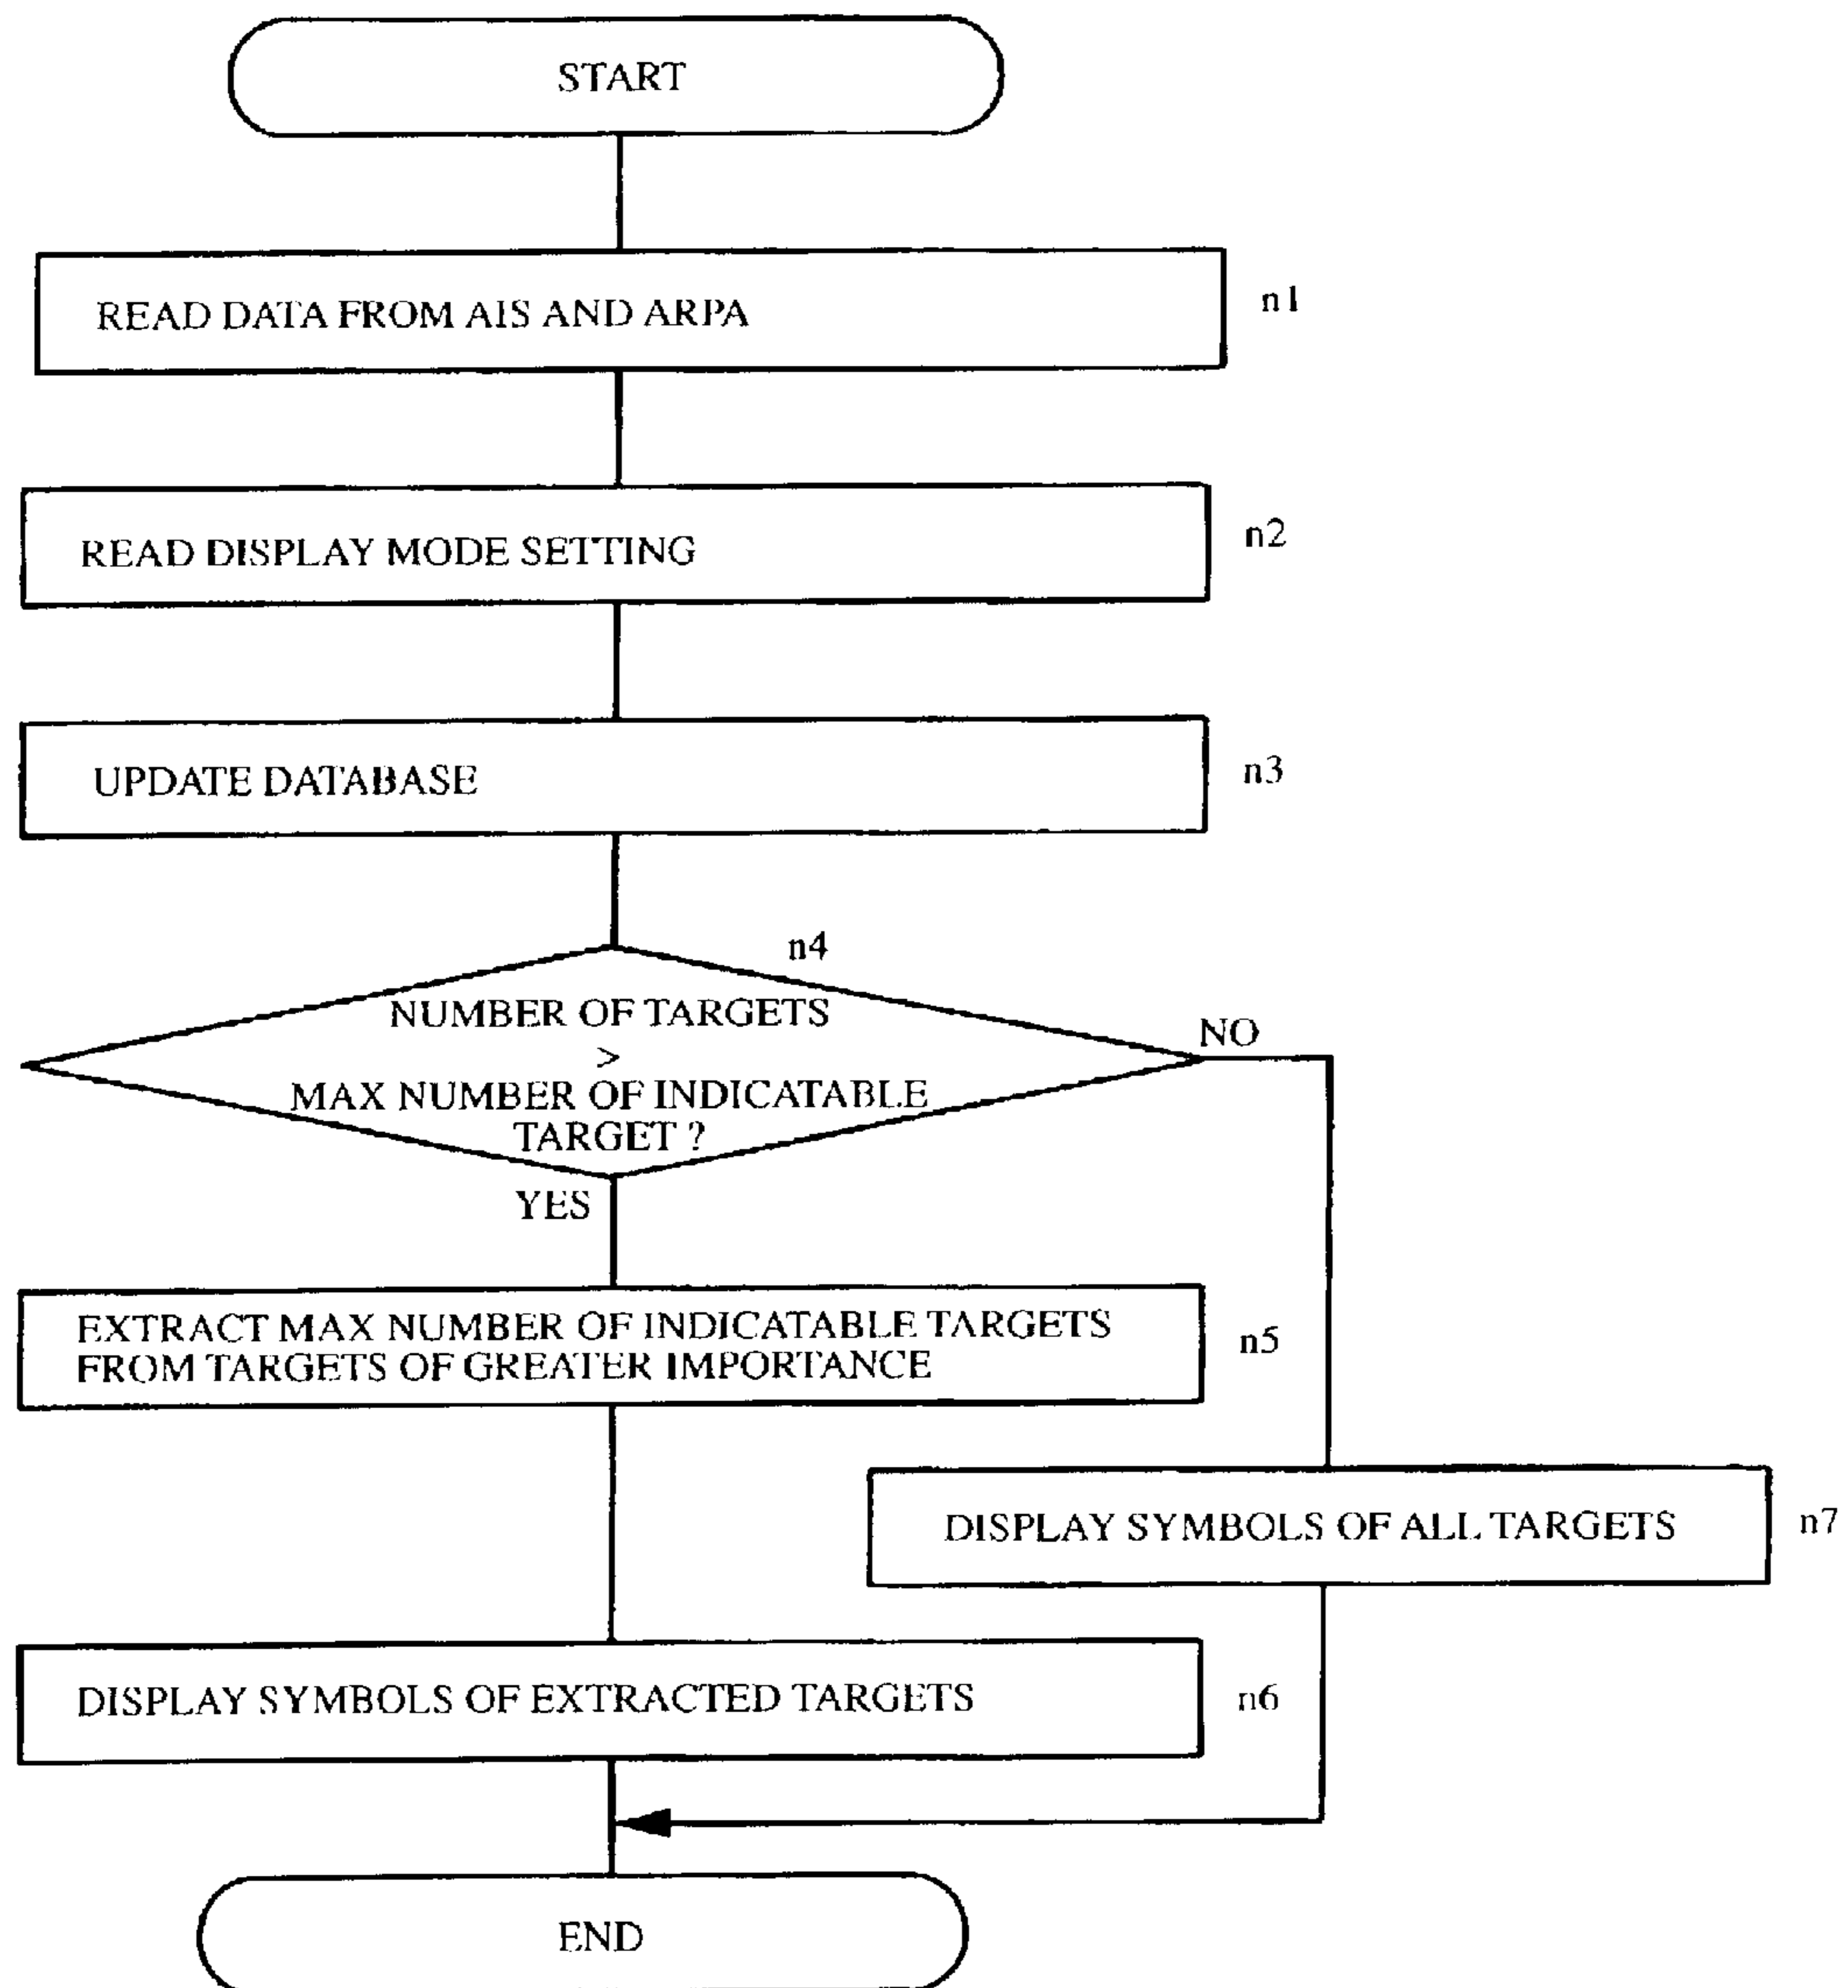 START
READ DATA FROM AIS AND ARPA
n1
READ DISPLAY MODE SETTING
n2
UPDATE DATABASE
n3
n4
NUMBER OF TARGETS
>
MAX NUMBER OF INDICATABLE
TARGET ?
NO
YES
EXTRACT MAX NUMBER OF INDICATABLE TARGETS
FROM TARGETS OF GREATER IMPORTANCE
n5
DISPLAY SYMBOLS OF ALL TARGETS
n7
DISPLAY SYMBOLS OF EXTRACTED TARGETS
n6
END